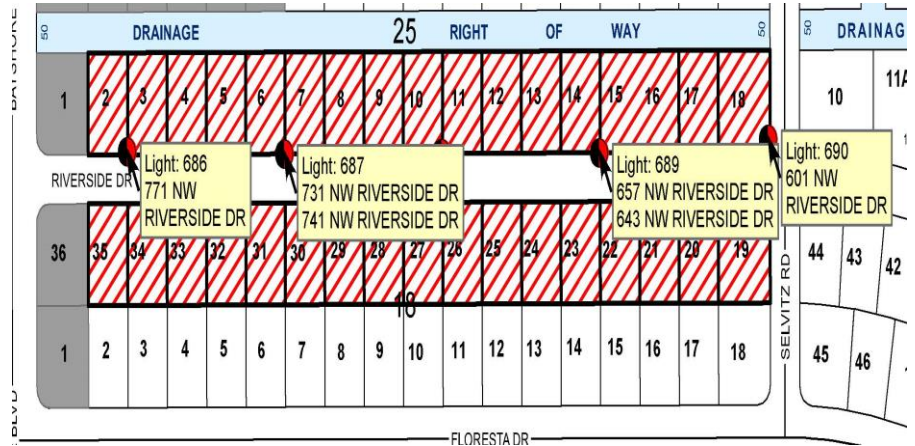 50
DRAINAGE
25
RIGHT
OF
WAY
50
50
DRAINAG
BAYSHORE
1
2
3
4
5
6
7
8
9
10
11
12
13
14
15
16
17
18
10
11A
Light: 686
771 NW
RIVERSIDE DR
Light: 687
731 NW RIVERSIDE DR
741 NW RIVERSIDE DR
Light: 689
657 NW RIVERSIDE DR
643 NW RIVERSIDE DR
Light: 690
601 NW
RIVERSIDE DR
RIVERSIDE DR
36
35
34
33
32
31
30
29
28
27
26
25
24
23
22
21
20
19
44
43
42
18
SELVITZ RD
1
2
3
4
5
6
7
8
9
10
11
12
13
14
15
16
17
18
45
46
BLVD
FLORESTA DR